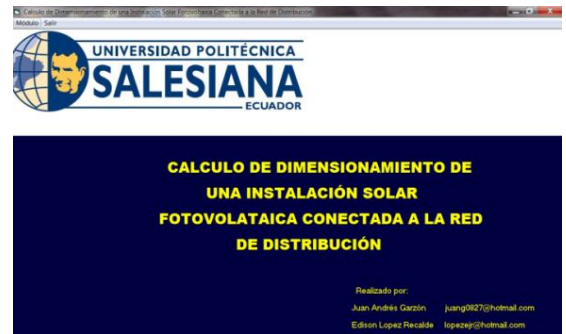 Calculo de Dimensionamiento de una Instalacion Solar Fotovoltaica Conectada a la Red de Distribución
Módulo Salir
UNIVERSIDAD POLITÉCNICA
SALESIANA
ECUADOR
CALCULO DE DIMENSIONAMIENTO DE
UNA INSTALACIÓN SOLAR
FOTOVOLATAICA CONECTADA A LA RED
DE DISTRIBUCIÓN
Realizado por:
Juan Andrés Garzón juang0827@hotmail.com
Edison Lopez Recalde lopezejr@hotmail.com